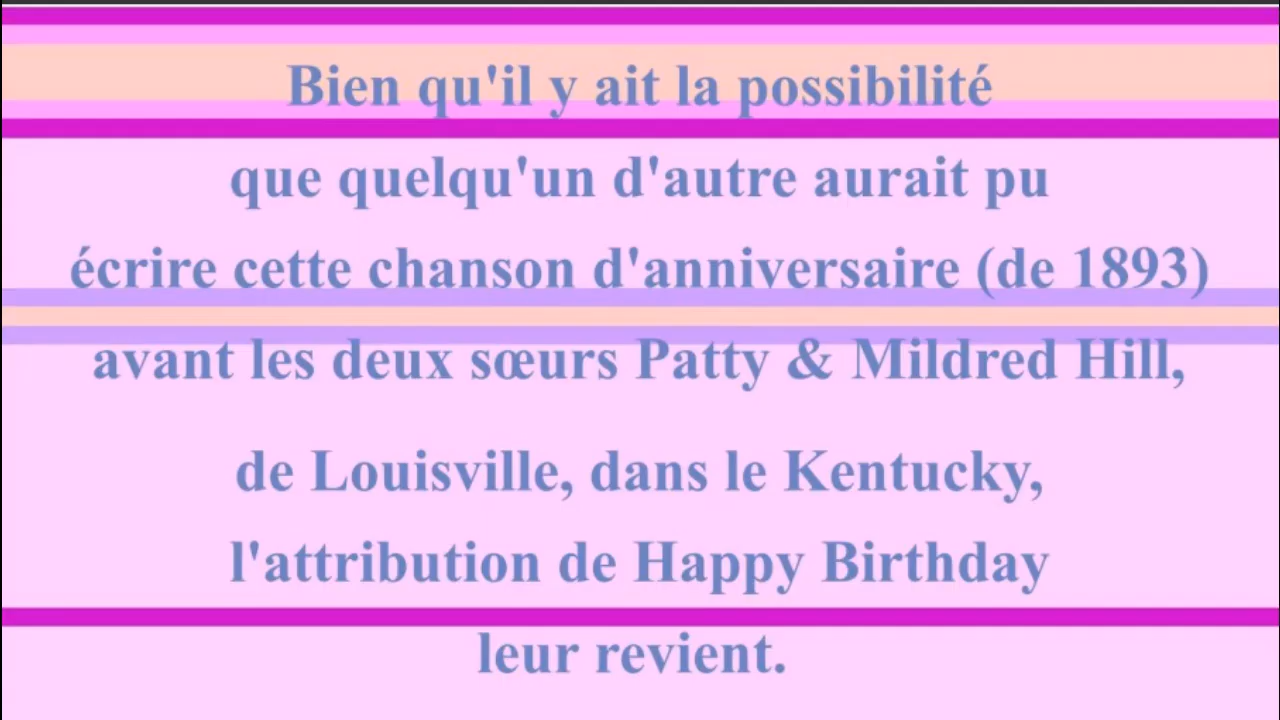 Bien qu'il y ait la possibilité
que quelqu'un d'autre aurait pu
écrire cette chanson d'anniversaire (de 1893)
avant les deux sœurs Patty & Mildred Hill,
de Louisville, dans le Kentucky,
l'attribution de Happy Birthday
leur revient.